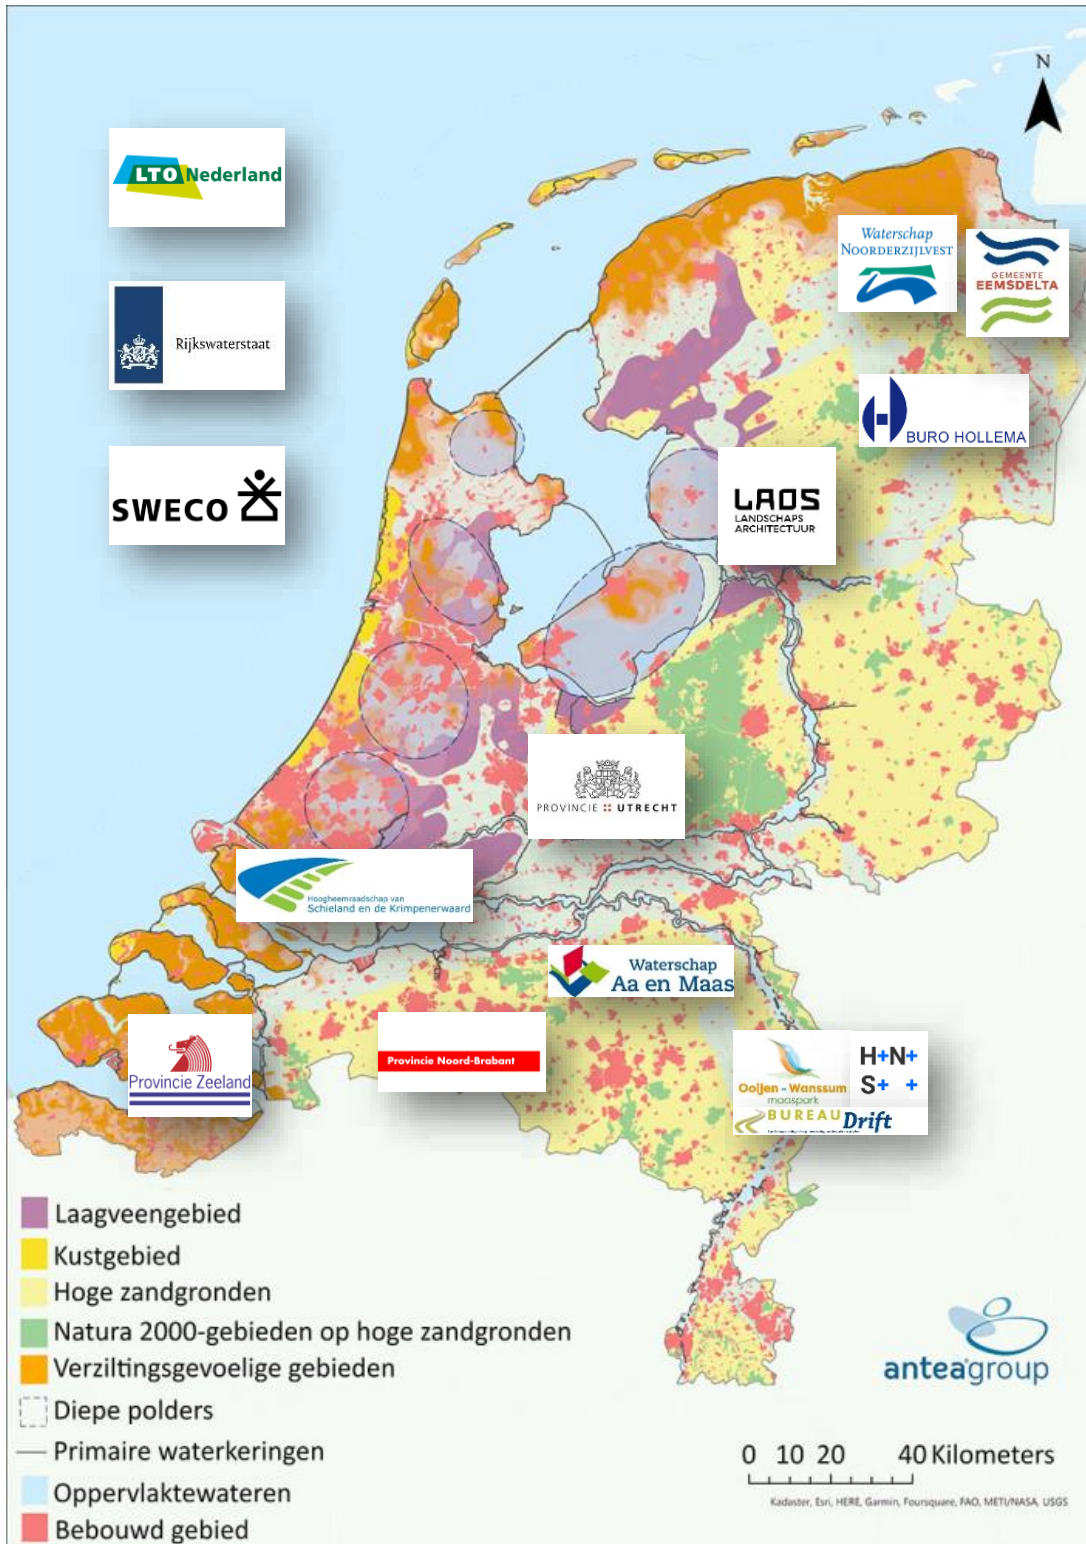 N
LTO Nederland
Waterschap
NOORDERZIJLVEST
GEMEENTE
EEMSDELTA
Rijkswaterstaat
BURO HOLLEMA
SWECO
LAOS
LANDSCHAPS
ARCHITECTUUR
PROVINCIE :: UTRECHT
Hoogheemraadschap van
Schieland en de Krimpenerwaard
Waterschap
Aa en Maas
Provincie Zeeland
Provincie Noord-Brabant
Ooijen - Wanssum
maaspark
H+N+
S+ +
BUREAU Drift
Laagveengebied
Kustgebied
Hoge zandgronden
Natura 2000-gebieden op hoge zandgronden
Verziltingsgevoelige gebieden
Diepe polders
Primaire waterkeringen
Oppervlaktewateren
Bebouwd gebied
anteagroup
0 10 20 40 Kilometers
Kadaster, Esri, HERE, Garmin, Foursquare, FAO, METI/NASA, USGS